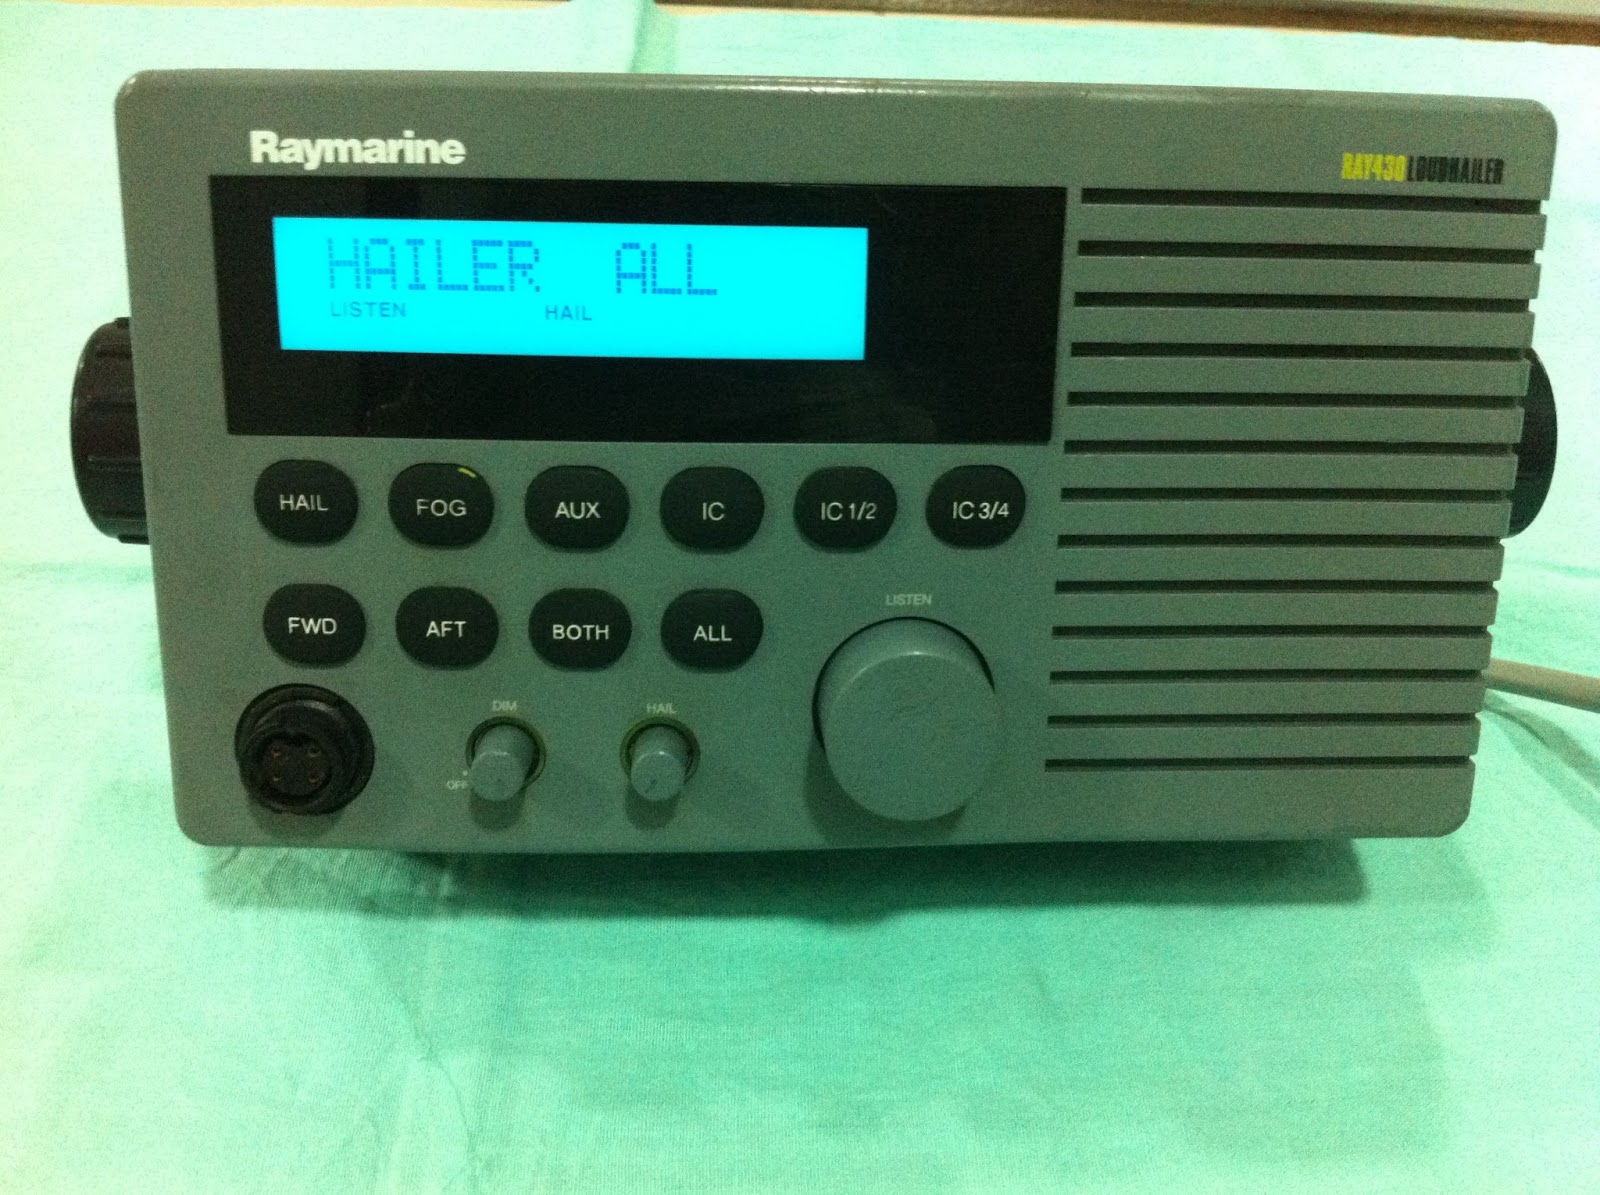 Raymarine
RAY430 LOUDHAILER
HAILER ALL
LISTEN HAIL
HAIL FOG AUX IC IC 1/2 IC 3/4
FWD AFT BOTH ALL
LISTEN
DIM HAIL
OFF